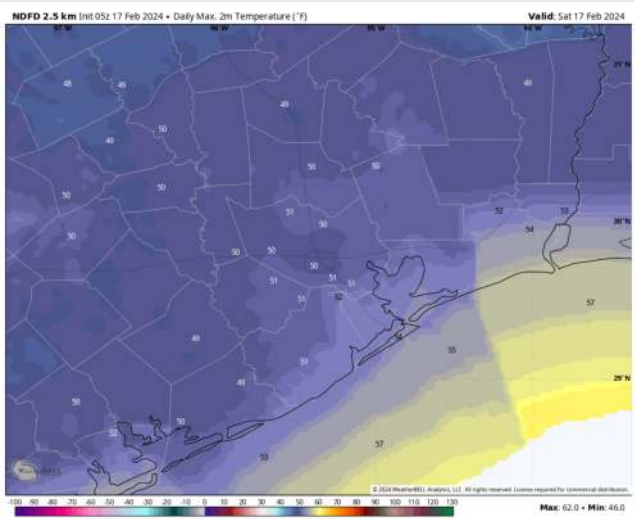 NDFD 2.5 km Init 05z 17 Feb 2024 • Daily Max. 2m Temperature (°F)
Valid: Sat 17 Feb 2024
97°W 96°W 95°W 94°W
31°N
48 49 49 49
50
49
50 50
50 50
51 52 53
50 50 54 30°N
50 50
50
51 51 51
51 52
57
49
55
51 29°N
49
50 50
52
57
53
© 2024 WeatherBELL Analytics, LLC. All rights reserved. License required for commercial distribution.
-100 -90 -80 -70 -60 -50 -40 -30 -20 -10 0 10 20 30 40 50 60 70 80 90 100 110 120 130
Max: 62.0 • Min: 46.0